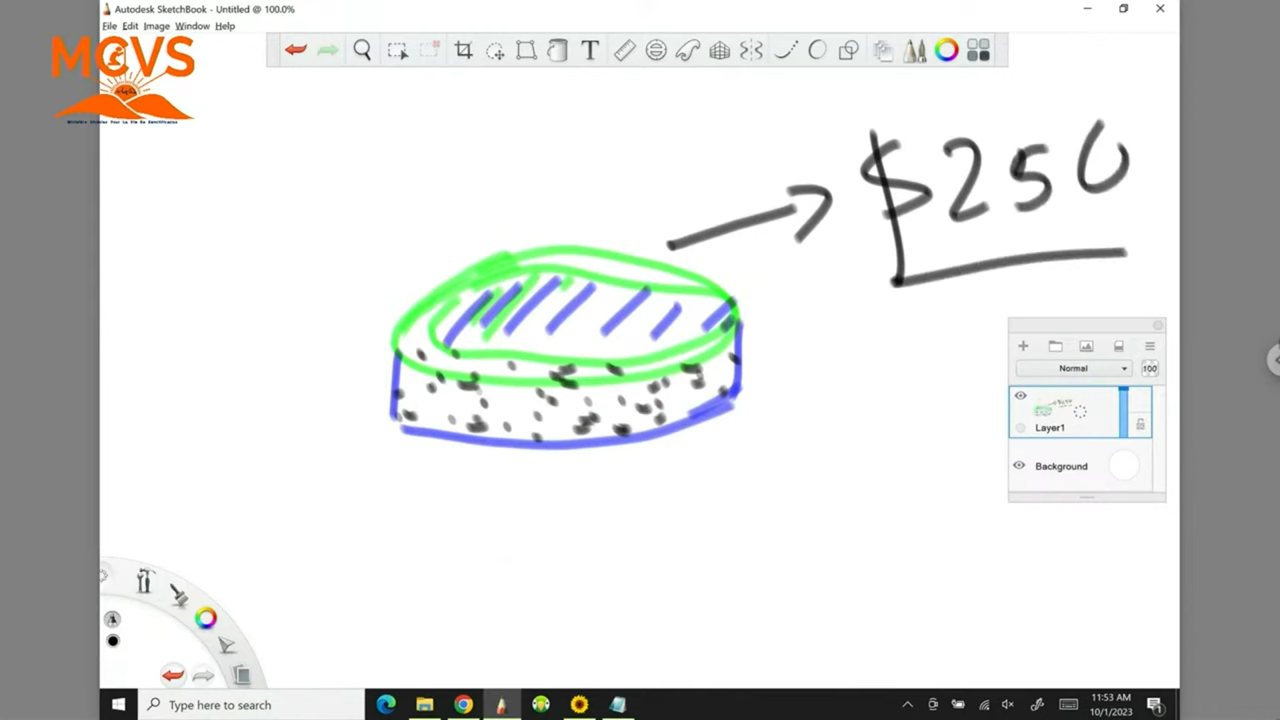 Autodesk SketchBook - Untitled @ 100.0%
File Edit Image Window Help
MCVS
T
$250
Normal
100
Layer1
Background
Type here to search
11:53 AM
10/1/2023
1